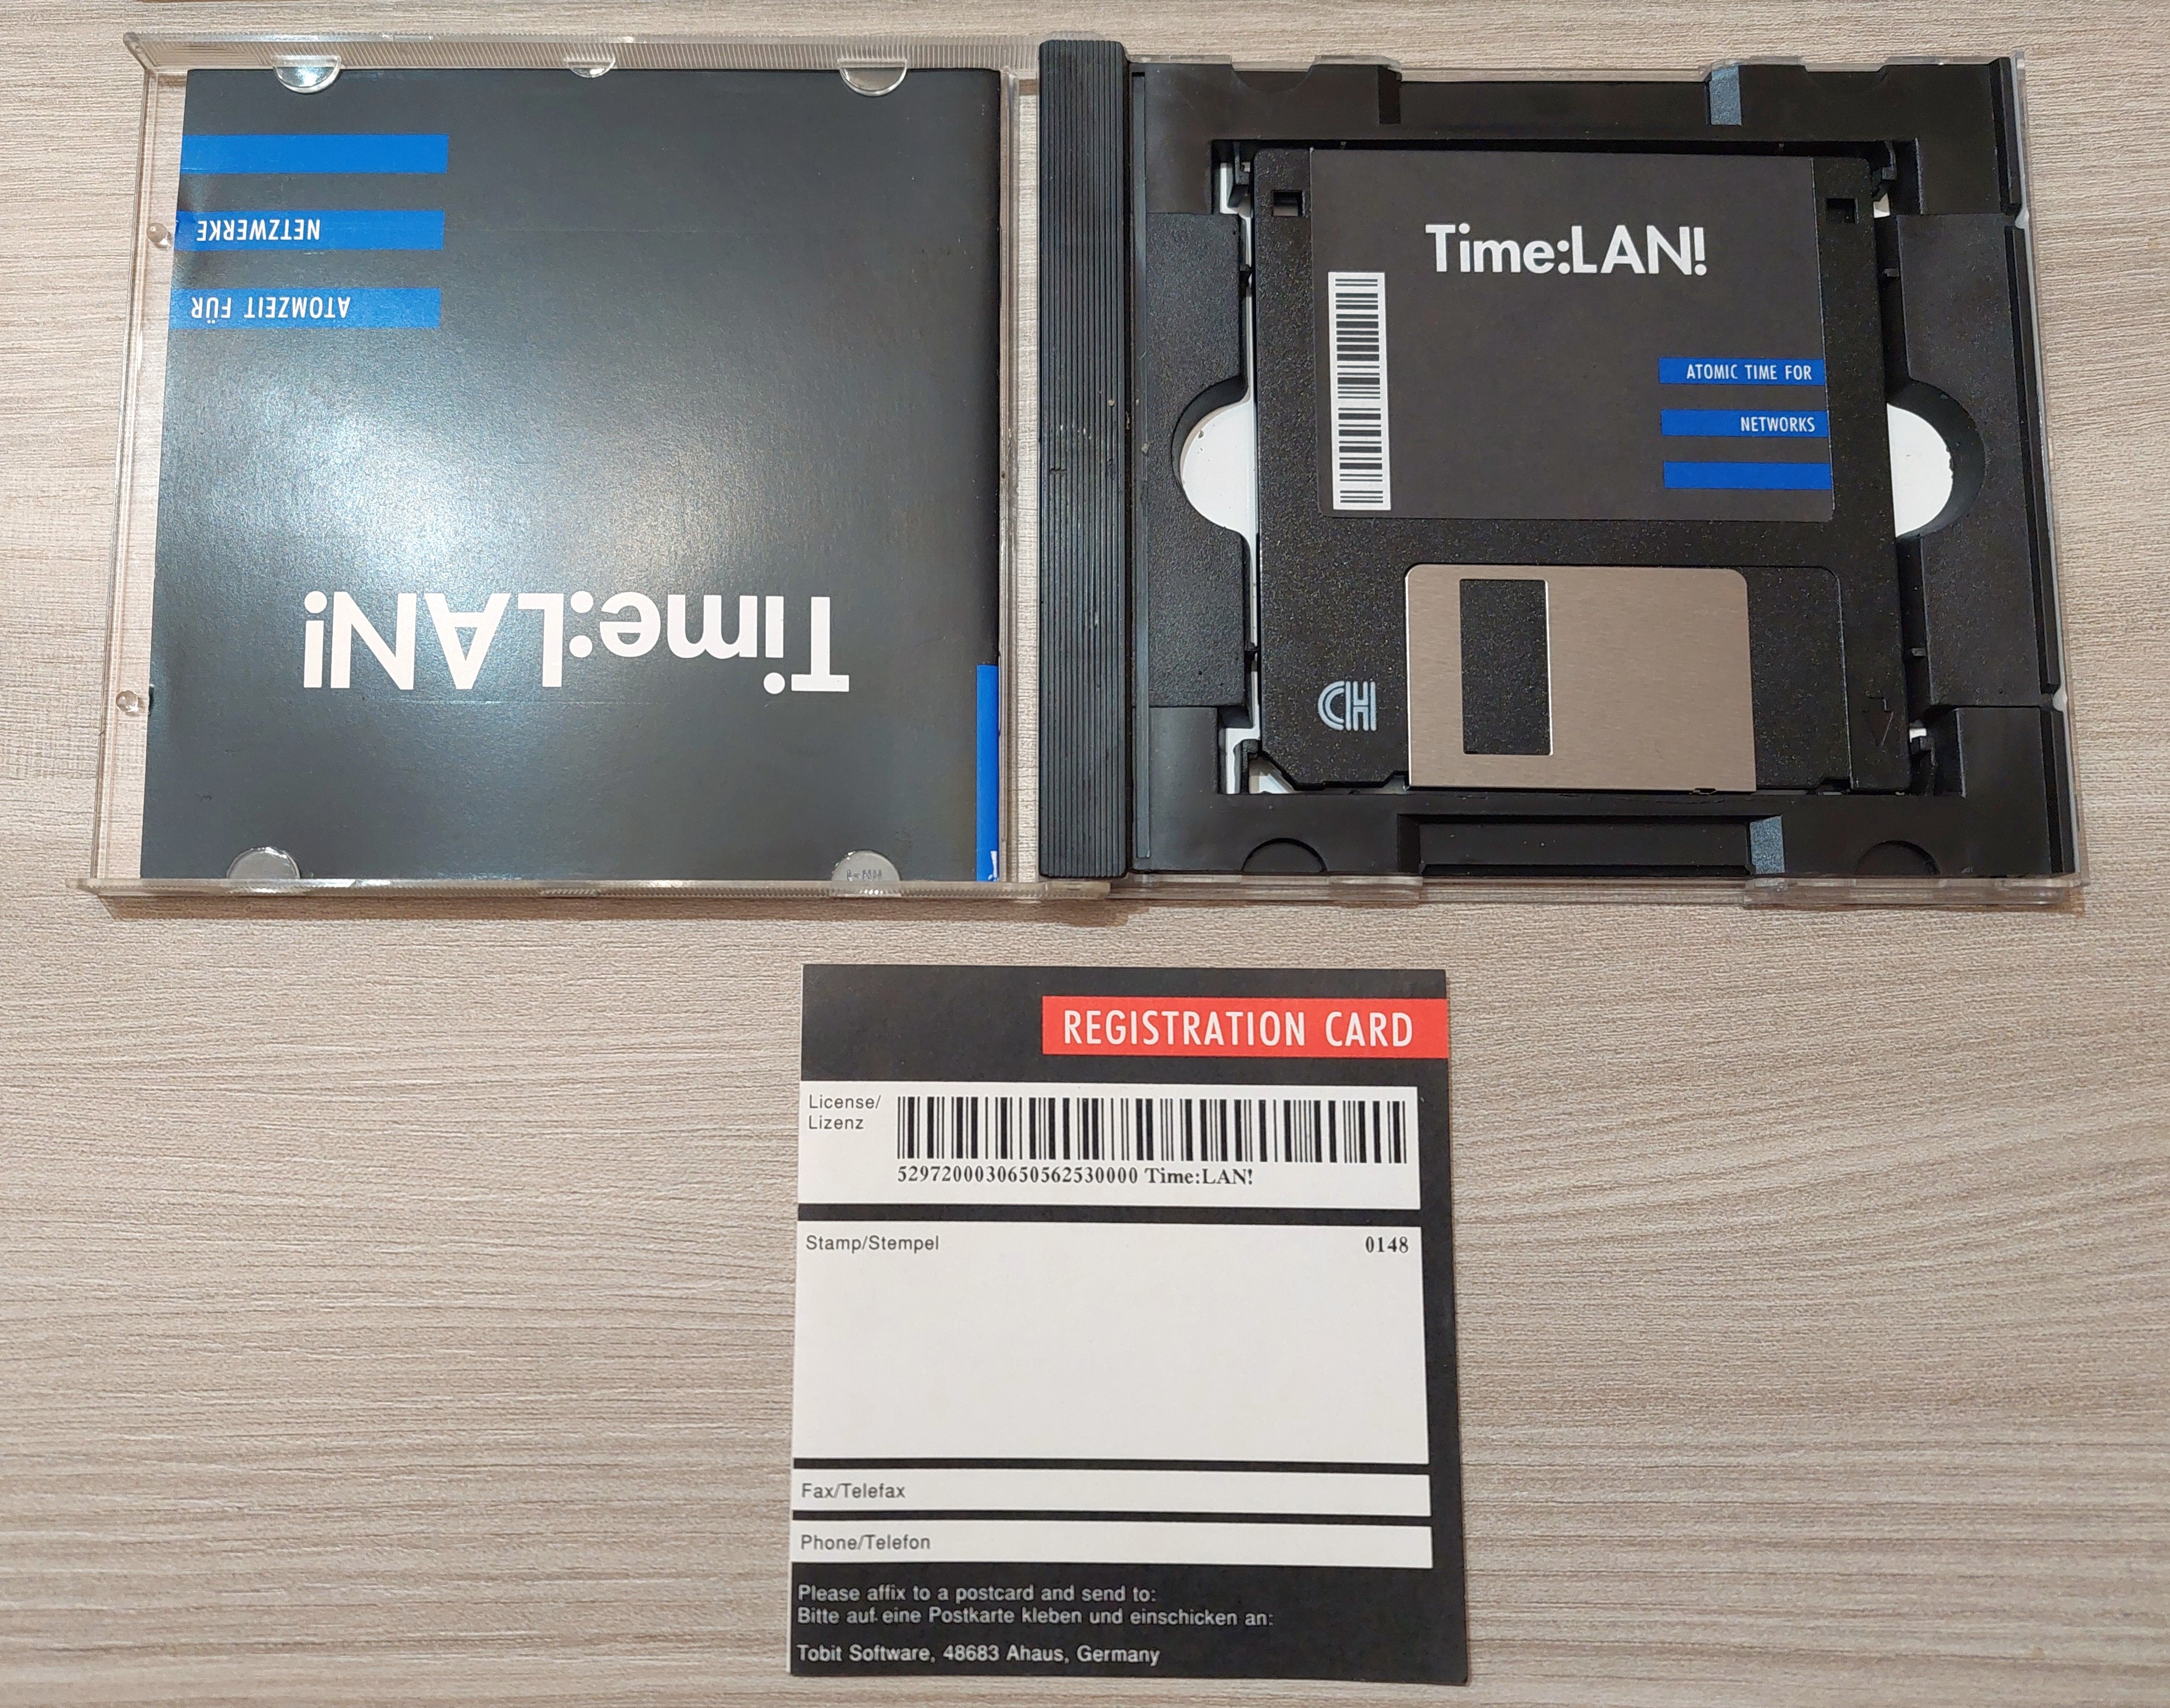 Time:LAN!
ATOMZEIT FÜR
NETZWERKE
Time:LAN!
ATOMIC TIME FOR
NETWORKS
CH
REGISTRATION CARD
License/
Lizenz
5297200030650562530000 Time:LAN!
Stamp/Stempel
0148
Fax/Telefax
Phone/Telefon
Please affix to a postcard and send to:
Bitte auf eine Postkarte kleben und einschicken an:
Tobit Software, 48683 Ahaus, Germany